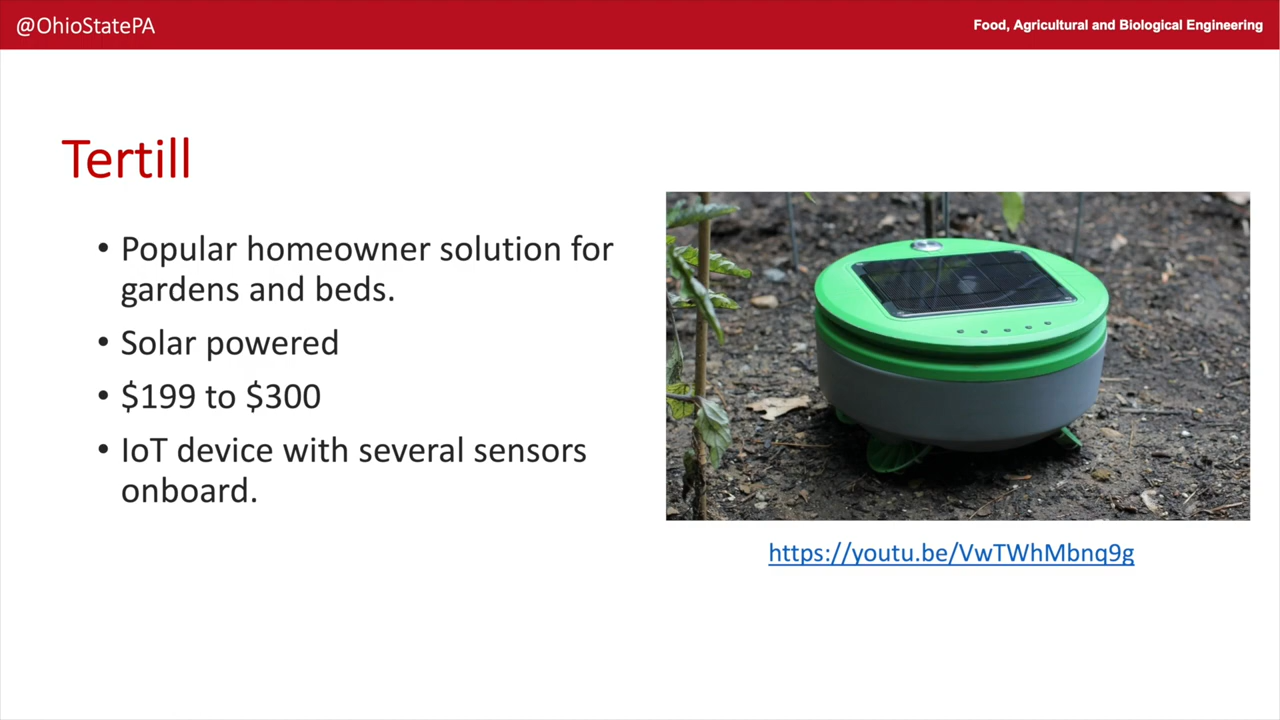 @OhioStatePA
Food, Agricultural and Biological Engineering
Tertill
• Popular homeowner solution for
gardens and beds.
• Solar powered
• $199 to $300
• IoT device with several sensors
onboard.
https://youtu.be/VwTWhMbnq9g